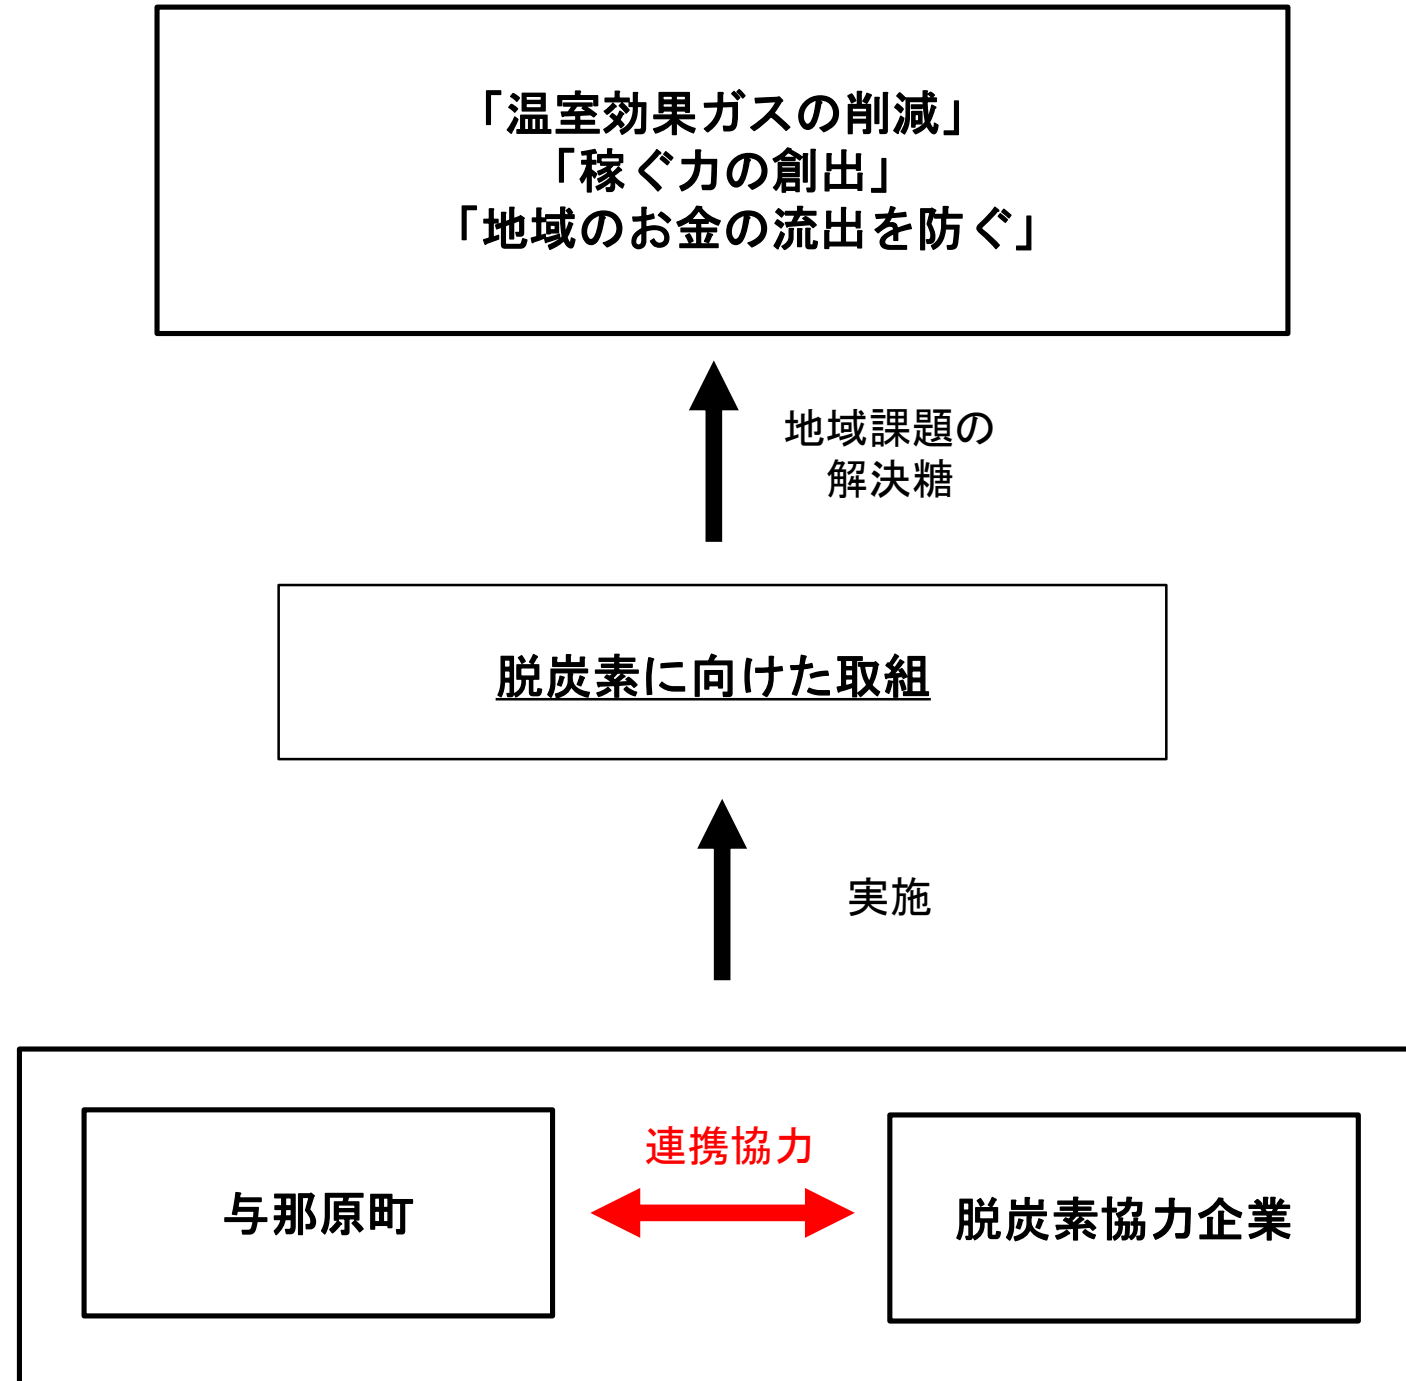 「温室効果ガスの削減」
「稼ぐ力の創出」
「地域のお金の流出を防ぐ」
地域課題の
解決糖
脱炭素に向けた取組
実施
連携協力
与那原町
脱炭素協力企業